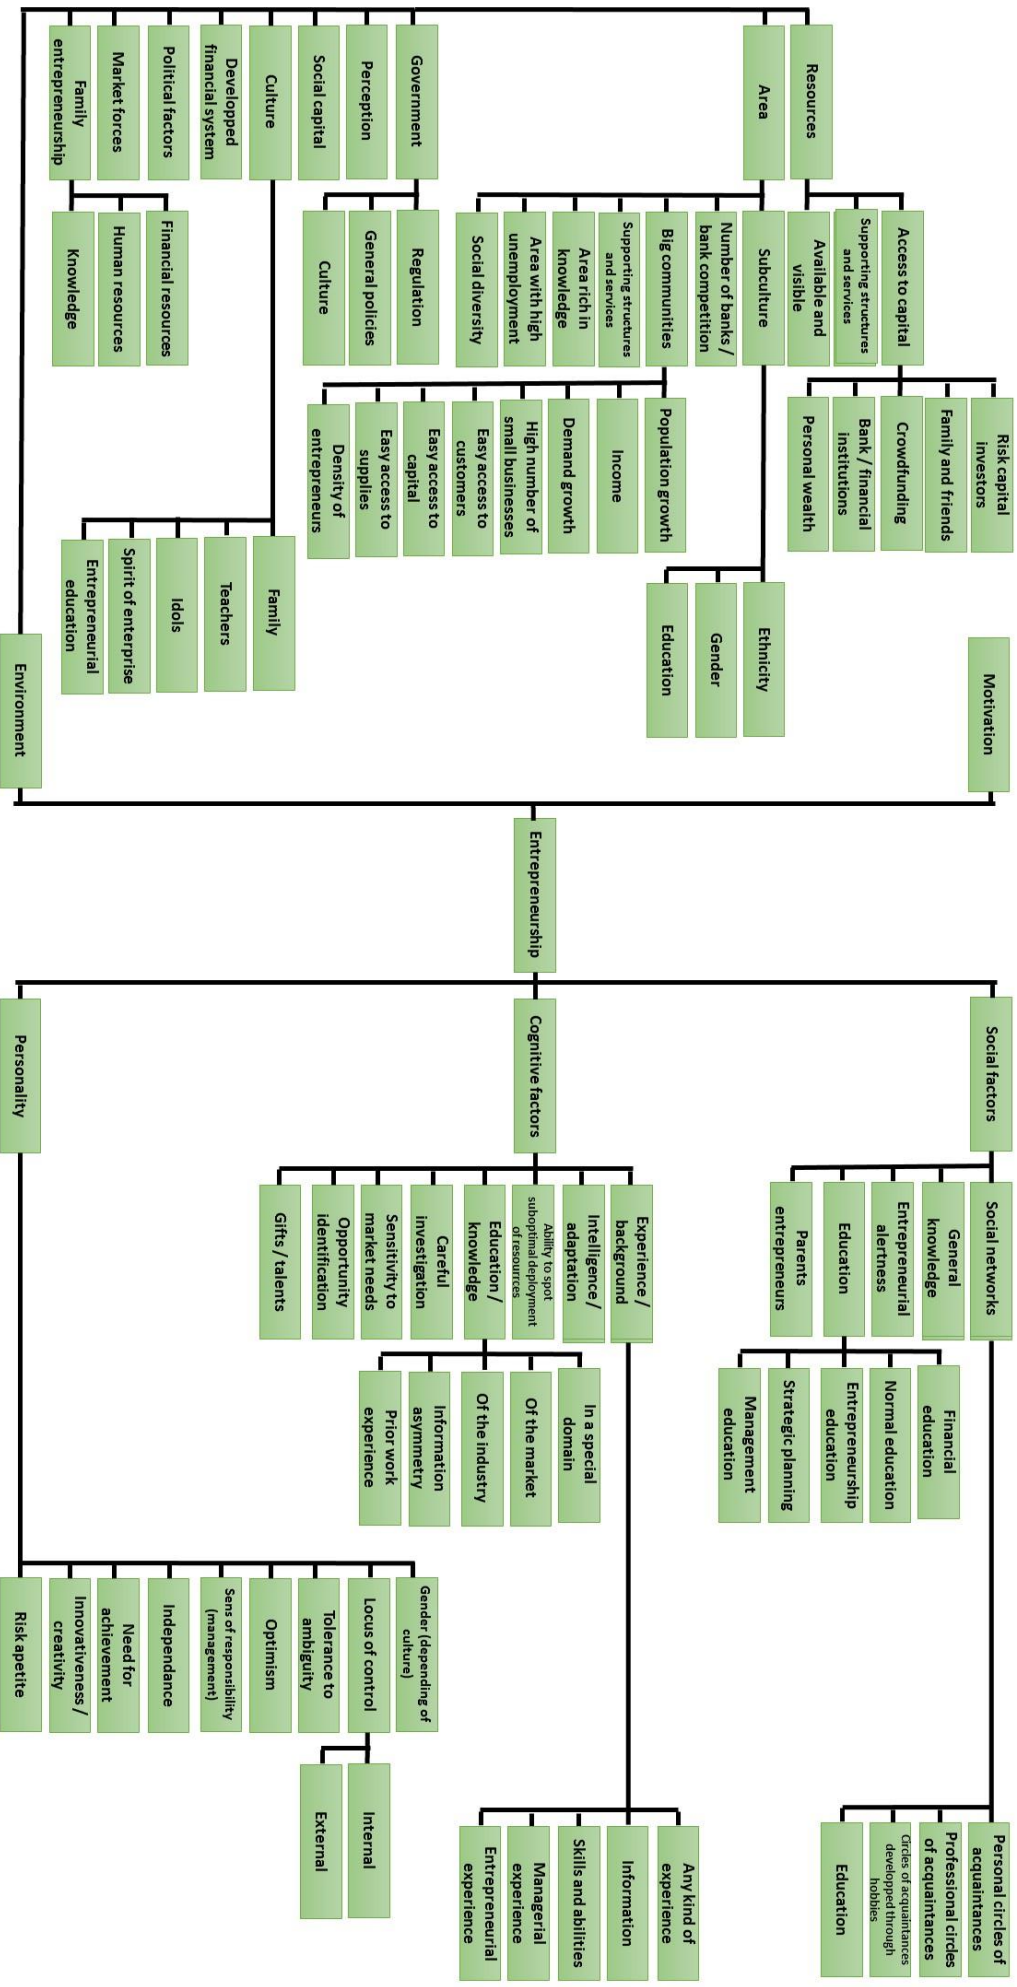 Motivation
Environment
Entrepreneurship
Resources
Access to capital
Risk capital
investors
Family and friends
Crowdfunding
Bank / financial
institutions
Personal wealth
Supporting structures
and services
Available and
visible
Area
Subculture
Ethnicity
Gender
Education
Number of banks /
bank competition
Big communities
Population growth
Income
Demand growth
High number of
small businesses
Easy access to
customers
Easy access to
capital
Easy access to
supplies
Density of
entrepreneurs
Supporting structures
and services
Area rich in
knowledge
Area with high
unemployment
Social diversity
Government
Regulation
General policies
Culture
Perception
Social capital
Culture
Family
Teachers
Idols
Spirit of enterprise
Entrepreneurial
education
Developped
financial system
Political factors
Market forces
Family
entrepreneurship
Financial resources
Human resources
Knowledge
Social factors
Social networks
Personal circles of
acquaintances
Professional circles
of acquaintances
Circles of acquaintances
developped through
hobbies
Education
General
knowledge
Entrepreneurial
alertness
Education
Financial
education
Normal education
Entrepreneurship
education
Strategic planning
Management
education
Parents
entrepreneurs
Cognitive factors
Experience /
background
Any kind of
experience
Information
Skills and abilities
Managerial
experience
Entrepreneurial
experience
Intelligence /
adaptation
Ability to spot
suboptimal deployment
of resourrces
Education /
knowledge
In a special
domain
Of the market
Of the industry
Information
asymmetry
Prior work
experience
Careful
investigation
Sensitivity to
market needs
Opportunity
identification
Gifts / talents
Personality
Gender (depending of
culture)
Locus of control
Internal
External
Tolerance to
ambiguity
Optimism
Sens of responsibility
(management)
Independance
Need for
achievement
Innovativeness /
creativity
Risk apetite